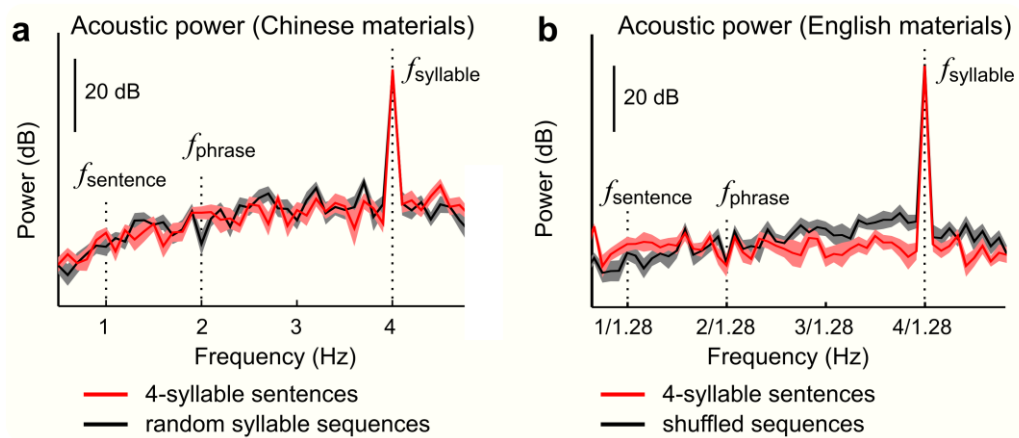 a
Acoustic power (Chinese materials)
20 dB
fsyllable
fphrase
fsentence
Power (dB)
1 2 3 4
Frequency (Hz)
4-syllable sentences
random syllable sequences
b
Acoustic power (English materials)
20 dB
fsyllable
fsentence
fphrase
Power (dB)
1/1.28 2/1.28 3/1.28 4/1.28
Frequency (Hz)
4-syllable sentences
shuffled sequences